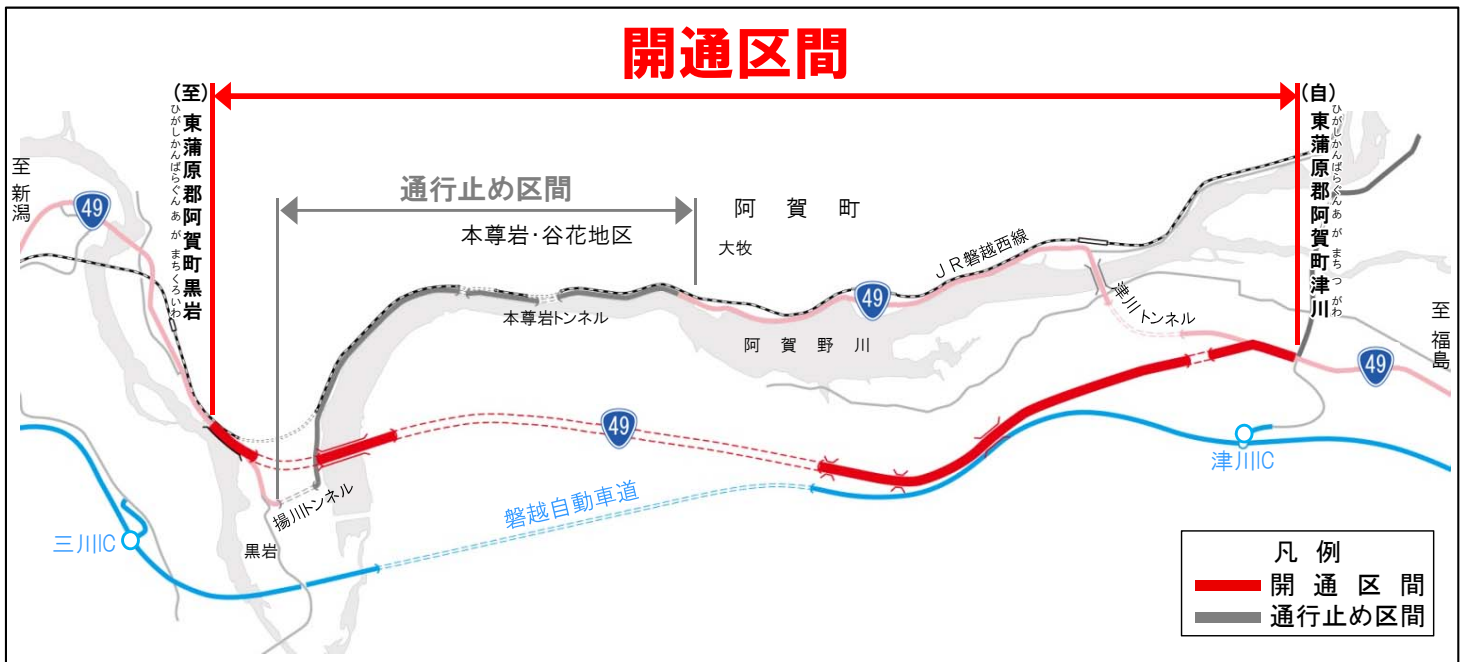 開通区間
(至)
ひがしかんばらぐん あ が まちくろいわ
東蒲原郡阿賀町黒岩
(自)
ひがしかんばらぐんあ が まち つ がわ
東蒲原郡阿賀町津川
至 新潟
49
通行止め区間
本尊岩・谷花地区
阿 賀 町
大牧
JR磐越西線
49
本尊岩トンネル
阿 賀 野 川
津川トンネル
至 福島
49
49
津川IC
揚川トンネル
磐越自動車道
三川IC
黒岩
凡 例
開 通 区 間
通行止め区間